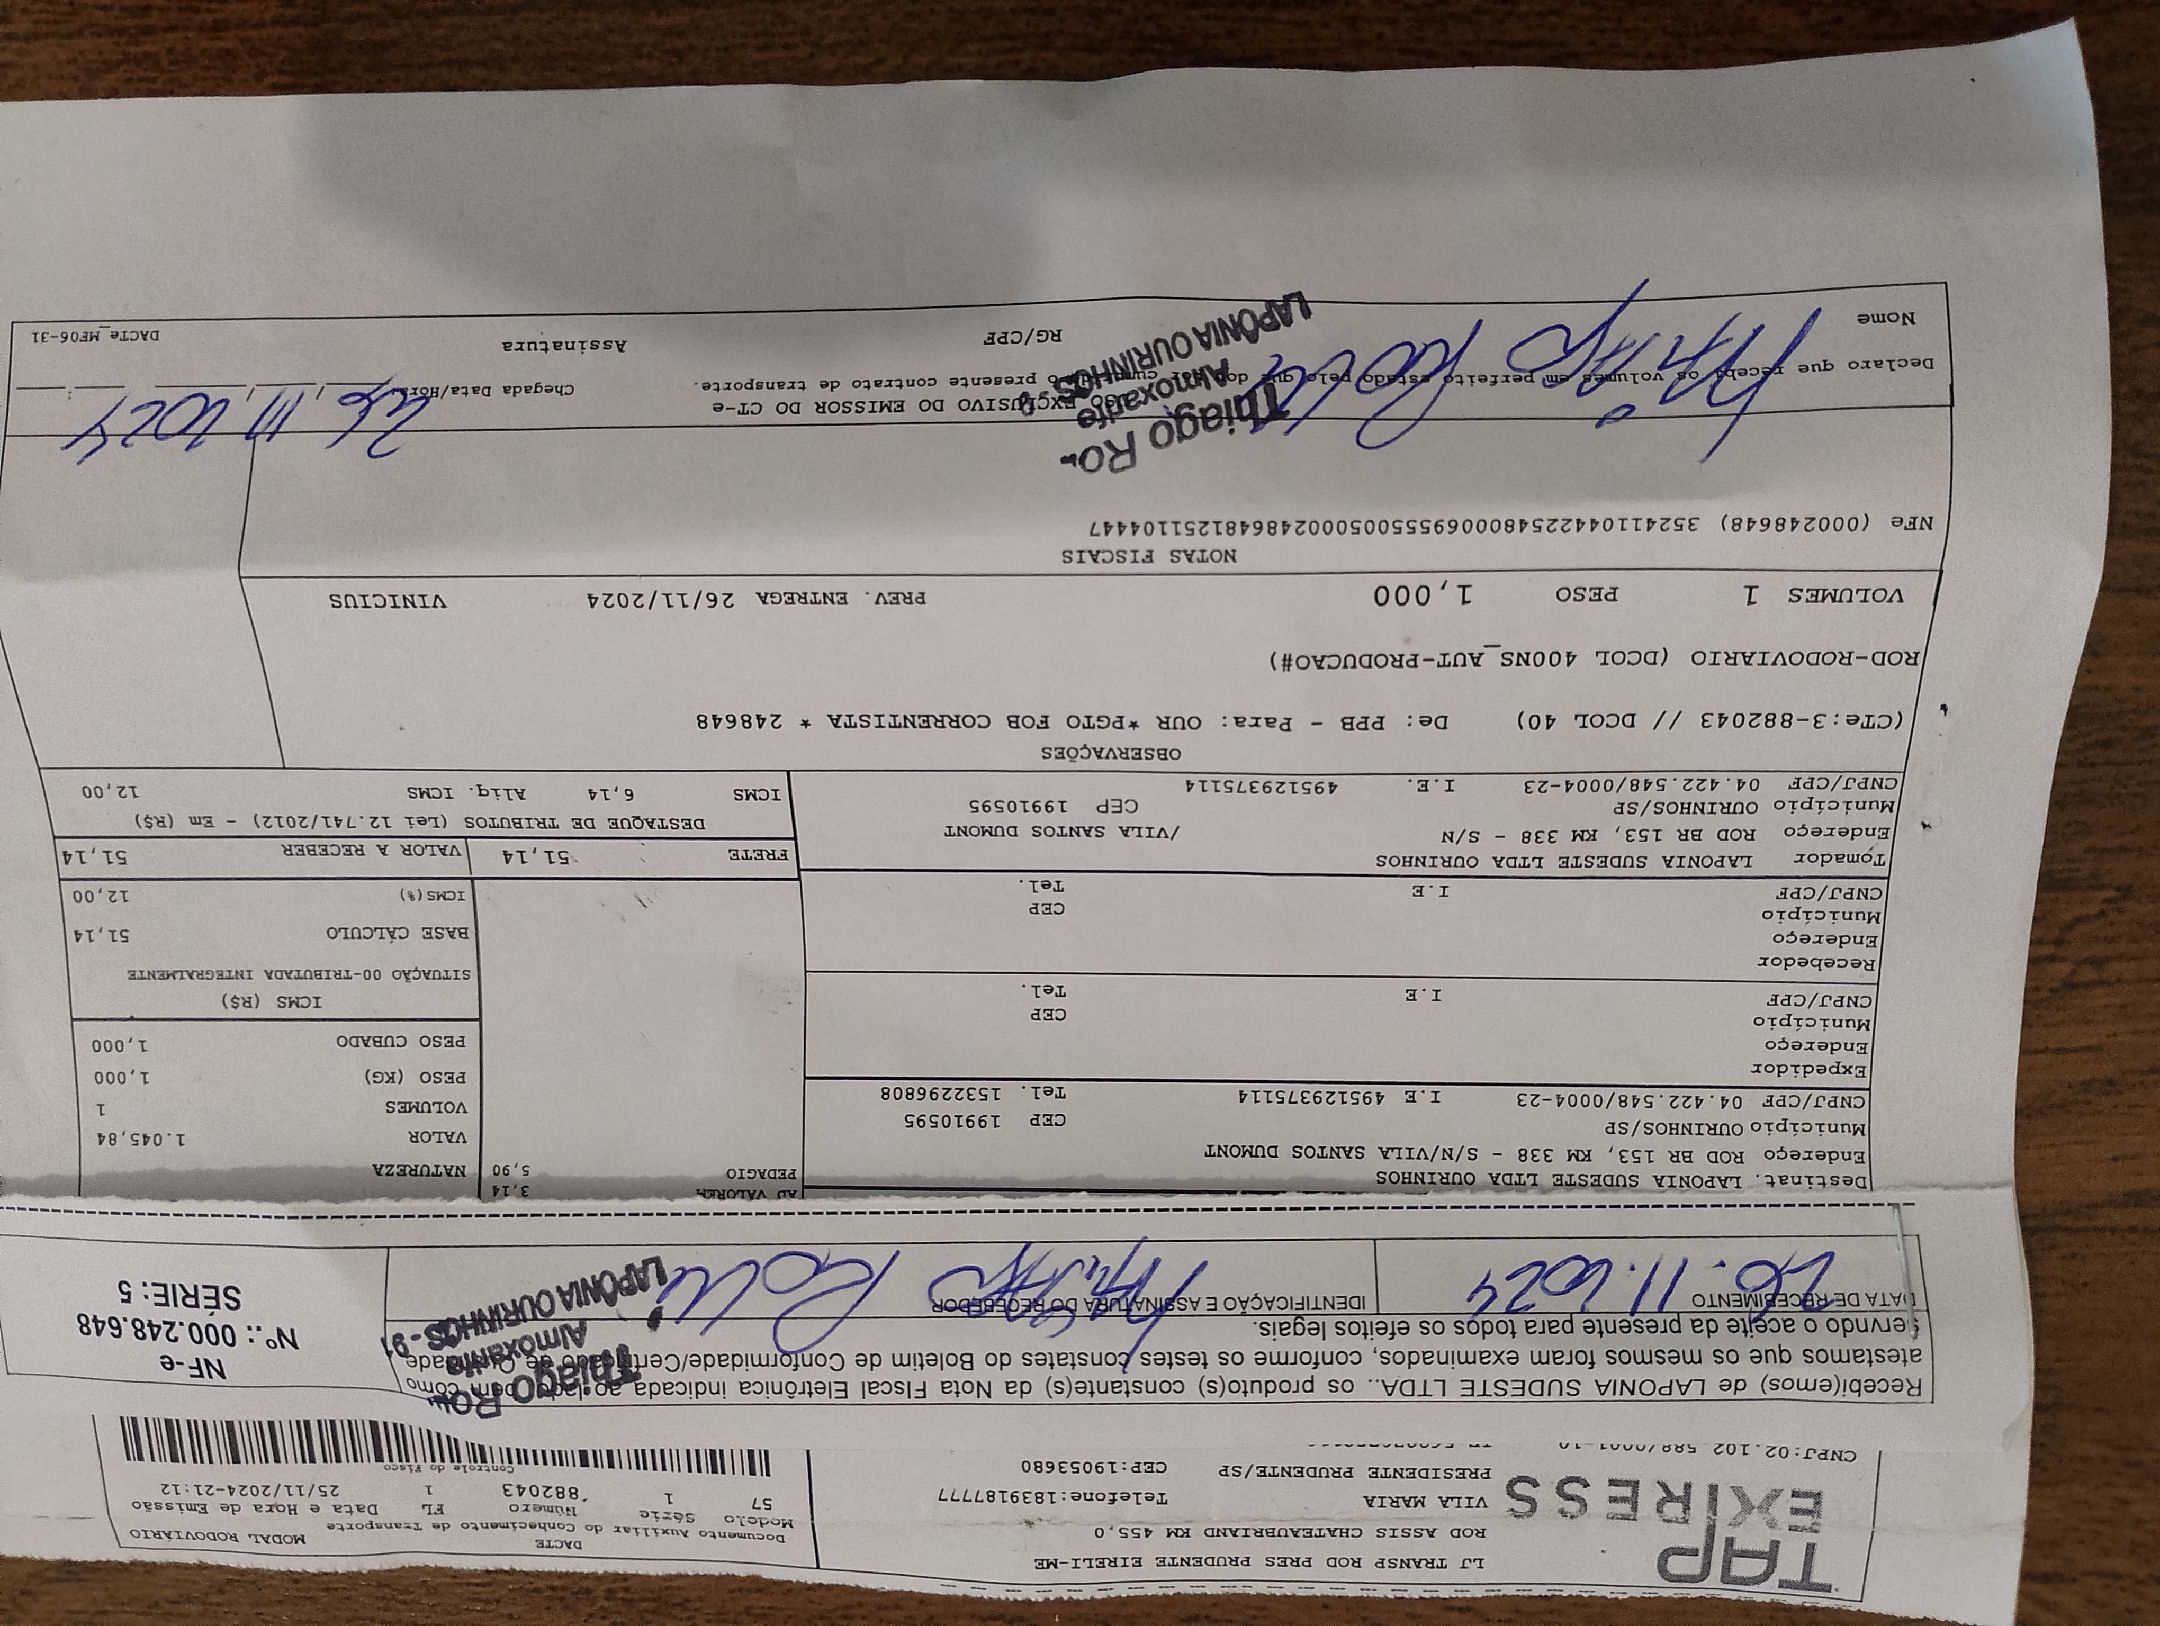 TAP
EXPRESS
LJ TRANSP ROD PRES PRUDENTE EIRELI-ME
ROD ASSIS CHATEAUBRIAND KM 455,0
VILA MARIA Telefone:1839187777
PRESIDENTE PRUDENTE/SP CEP:19053680
CNPJ:02.102
DACTE MODAL RODOVIÁRIO
Documento Auxiliar do Conhecimento de Transporte
Modelo Série Número FL Data e Hora de Emissão
57 1 882043 1 25/11/2024-21:12
Controle do Fisco
Recebi(emos) de LAPONIA SUDESTE LTDA.. os produto(s) constante(s) da Nota Fiscal Eletrônica indicada ao lado, bem como
atestamos que os mesmos foram examinados, conforme os testes constates do Boletim de Conformidade/Certificado de Qualidade
Servndo o aceite da presente para todos os efeitos legais.
DATA DE RECEBIMENTO IDENTIFICAÇÃO E ASSINATURA DO RECEBEDOR
26.11.2024
Thiago
Almoxarife
LAPÔNIA OURINHOS - 91
NF-e
Nº.: 000.248.648
SÉRIE: 5
Destinat. LAPONIA SUDESTE LTDA OURINHOS
Endereço ROD BR 153, KM 338 - S/N/VILA SANTOS DUMONT
Município OURINHOS/SP CEP 19910595
CNPJ/CPF 04.422.548/0004-23 I.E 495129375114 Tel. 1532296808
Expedidor
Endereço
Município CEP
CNPJ/CPF I.E Tel.
Recebedor
Endereço
Município CEP
CNPJ/CPF I.E Tel.
Tomador LAPONIA SUDESTE LTDA OURINHOS
Endereço ROD BR 153, KM 338 - S/N /VILA SANTOS DUMONT
Município OURINHOS/SP CEP 19910595
CNPJ/CPF 04.422.548/0004-23 I.E. 495129375114
AD VALOREM 3,14
PEDAGIO 5,90
NATUREZA
VALOR 1.045,84
VOLUMES 1
PESO (KG) 1,000
PESO CUBADO 1,000
ICMS (R$)
SITUAÇÃO 00-TRIBUTADA INTEGRALMENTE
BASE CÁLCULO 51,14
ICMS(%) 12,00
FRETE 51,14 VALOR A RECEBER 51,14
DESTAQUE DE TRIBUTOS (Lei 12.741/2012) - Em (R$)
ICMS 6,14 Aliq. ICMS 12,00
OBSERVAÇÕES
(CTe:3-882043 // DCOL 40) De: PPB - Para: OUR *PGTO FOB CORRENTISTA * 248648
ROD-RODOVIARIO (DCOL 400NS_AUT-PRODUCAO#)
VOLUMES 1 PESO 1,000 PREV. ENTREGA 26/11/2024 VINICIUS
NOTAS FISCAIS
NFe (000248648) 35241104422548000695550050002486481251104447
EXCLUSIVO DO EMISSOR DO CT-e
Declaro que recebi os volumes em perfeito estado pelo que dou por cumprido o presente contrato de transporte.
Chegada Data/Hora
26, 11, 2024
Nome RG/CPF Assinatura DACTe_MF06-31
Thiago
Almoxarife
LAPÔNIA OURINHOS